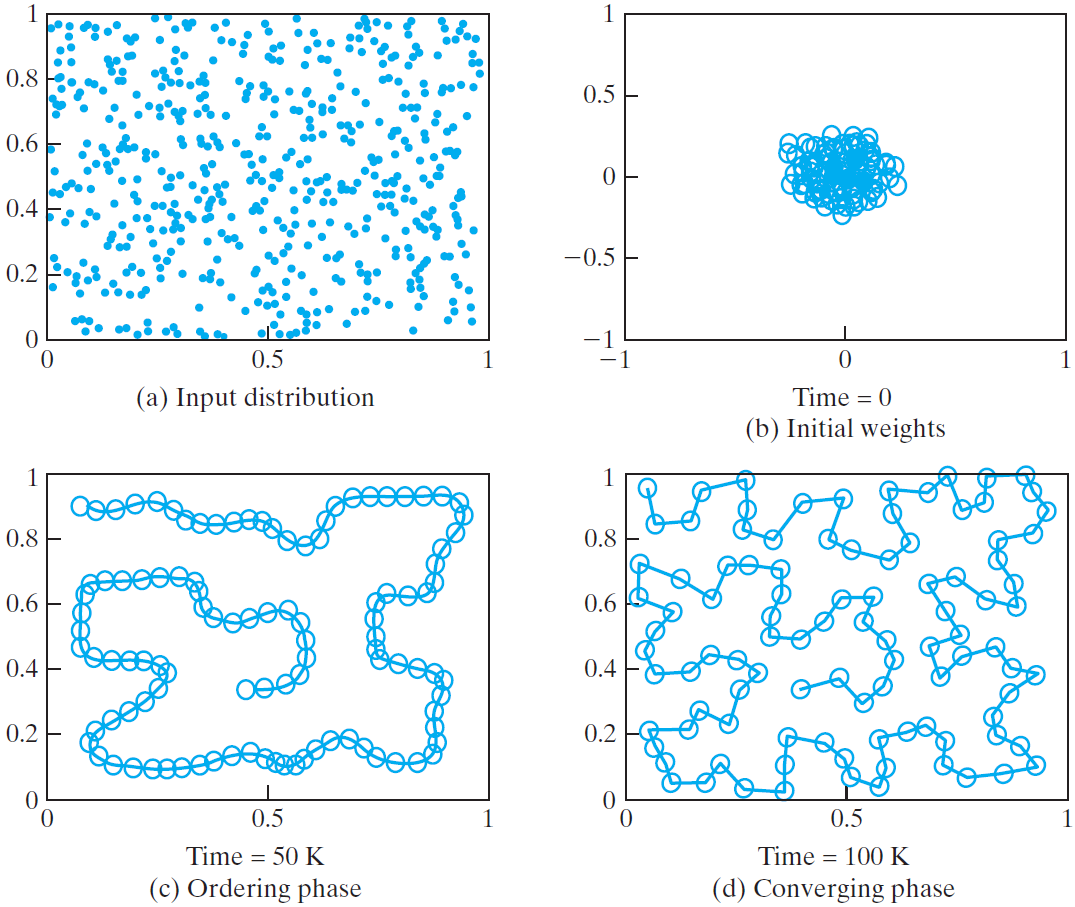 1
0.8
0.6
0.4
0.2
0
0 0.5 1
(a) Input distribution
1
0.5
0
−0.5
−1
−1 0 1
Time = 0
(b) Initial weights
1
0.8
0.6
0.4
0.2
0
0 0.5 1
Time = 50 K
(c) Ordering phase
1
0.8
0.6
0.4
0.2
0
0 0.5 1
Time = 100 K
(d) Converging phase